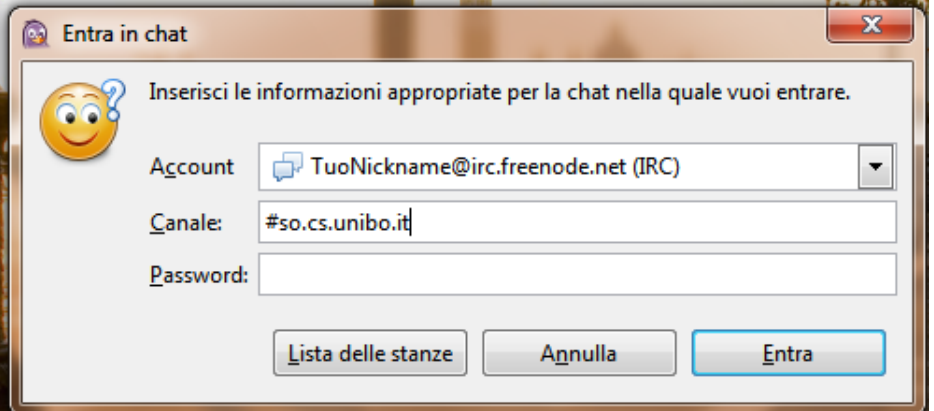 Entra in chat
Inserisci le informazioni appropriate per la chat nella quale vuoi entrare.
Account TuoNickname@irc.freenode.net (IRC)
Canale: #so.cs.unibo.it
Password:
Lista delle stanze Annulla Entra